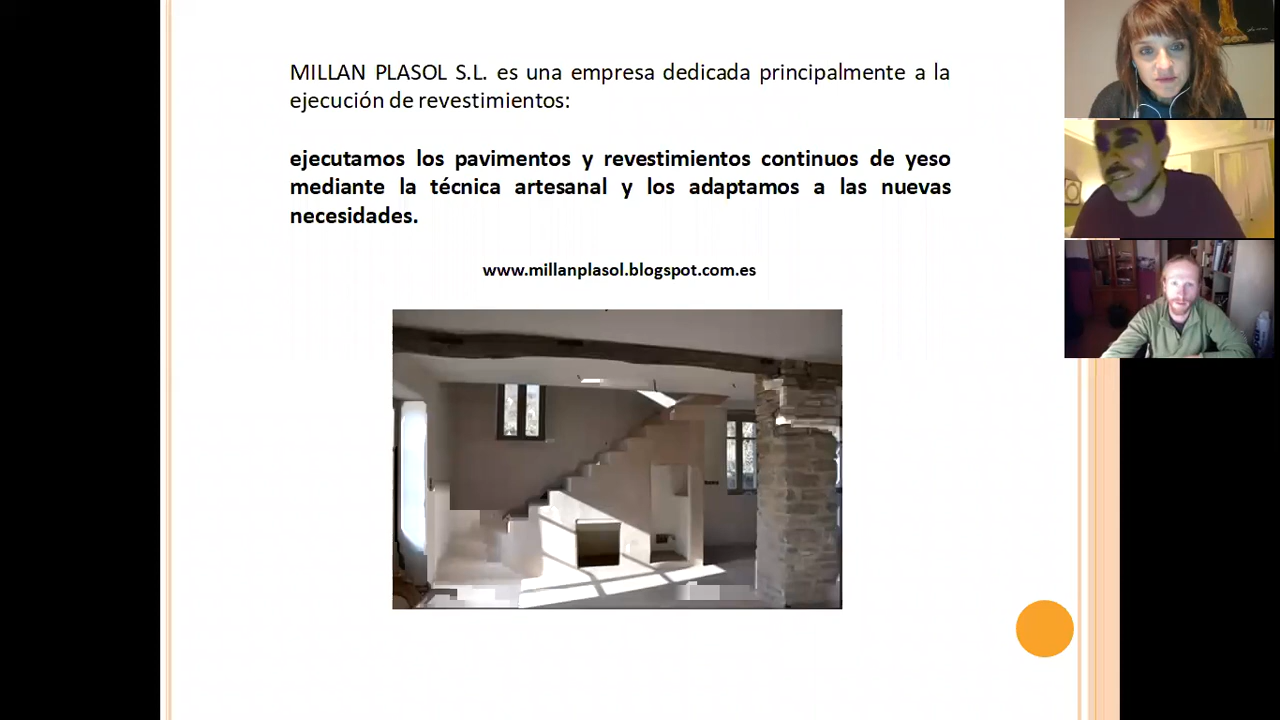 MILLAN PLASOL S.L. es una empresa dedicada principalmente a la
ejecución de revestimientos:
ejecutamos los pavimentos y revestimientos continuos de yeso
mediante la técnica artesanal y los adaptamos a las nuevas
necesidades.
www.millanplasol.blogspot.com.es